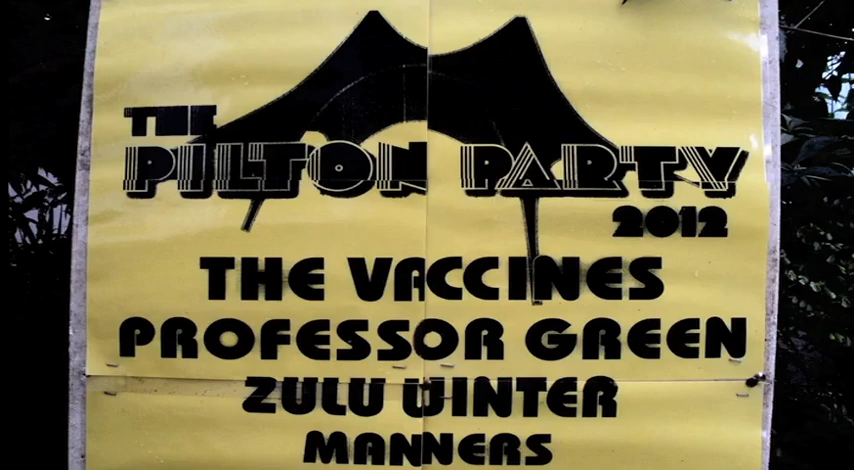 THE
PILTON PARTY
2012
THE VACCINES
PROFESSOR GREEN
ZULU WINTER
MANNERS